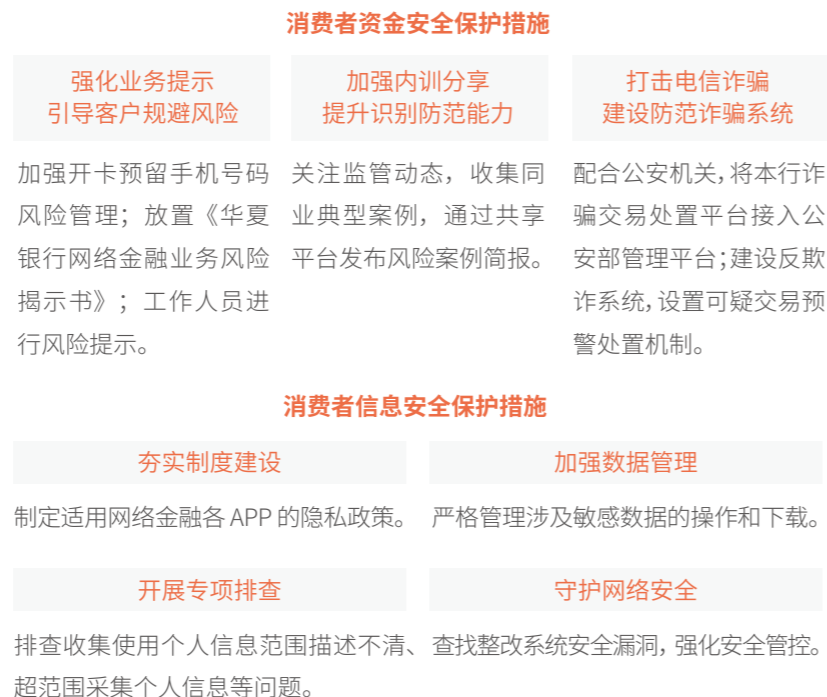 消费者资金安全保护措施
强化业务提示
引导客户规避风险
加强开卡预留手机号码
风险管理；放置《华夏
银行网络金融业务风险
揭示书》；工作人员进
行风险提示。
加强内训分享
提升识别防范能力
关注监管动态，收集同
业典型案例，通过共享
平台发布风险案例简报。
打击电信诈骗
建设防范诈骗系统
配合公安机关，将本行诈
骗交易处置平台接入公
安部管理平台；建设反欺
诈系统，设置可疑交易预
警处置机制。
消费者信息安全保护措施
夯实制度建设
制定适用网络金融各 APP 的隐私政策。
加强数据管理
严格管理涉及敏感数据的操作和下载。
开展专项排查
排查收集使用个人信息范围描述不清、
超范围采集个人信息等问题。
守护网络安全
查找整改系统安全漏洞，强化安全管控。